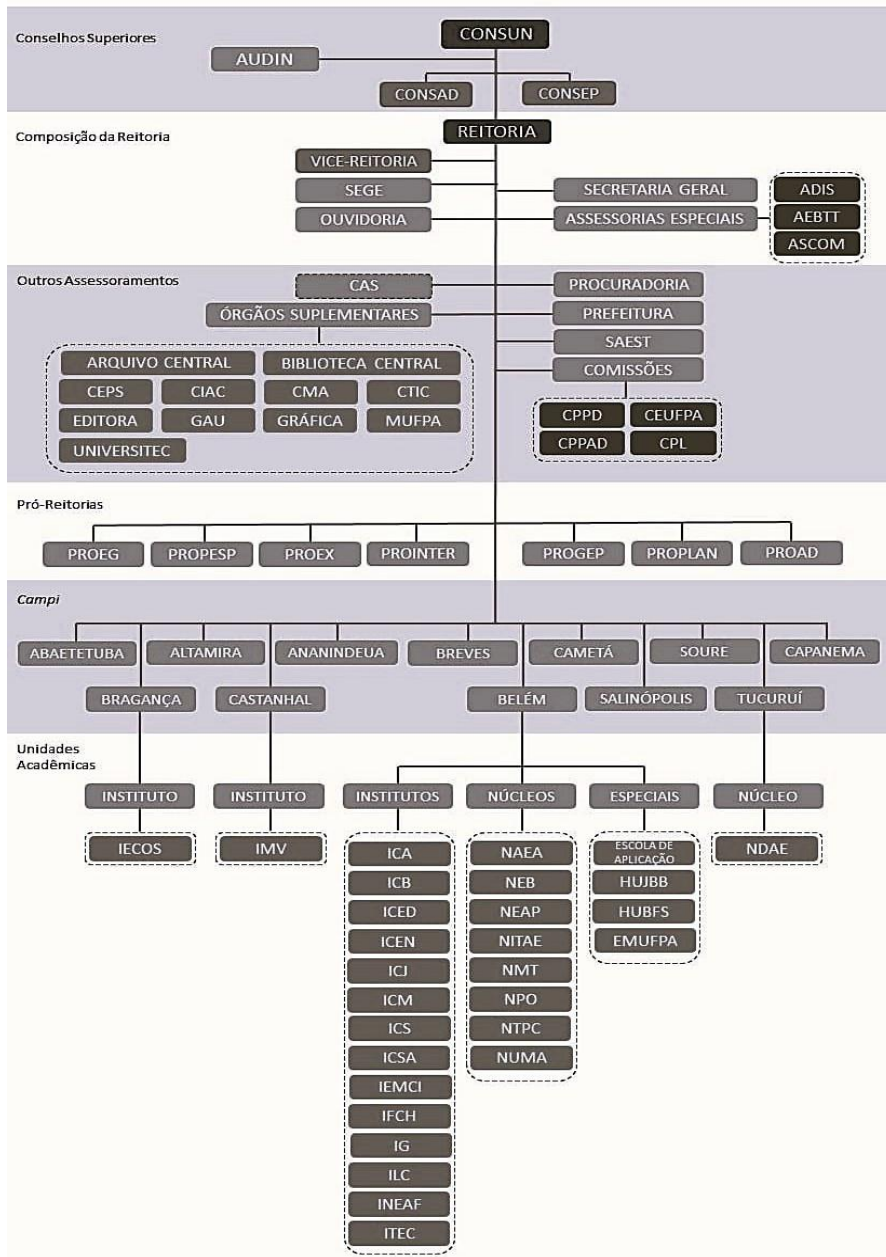 Conselhos Superiores
CONSUN
AUDIN
CONSAD
CONSEP
Composição da Reitoria
REITORIA
VICE-REITORIA
SEGE
SECRETARIA GERAL
ADIS
OUVIDORIA
ASSESSORIAS ESPECIAIS
AEBTT
ASCOM
Outros Assessoramentos
CAS
PROCURADORIA
ÓRGÃOS SUPLEMENTARES
PREFEITURA
SAEST
COMISSÕES
ARQUIVO CENTRAL
BIBLIOTECA CENTRAL
CEPS
CIAC
CMA
CTIC
EDITORA
GAU
GRÁFICA
MUFPA
UNIVERSITEC
CPPD
CEUFPA
CPPAD
CPL
Pró-Reitorias
PROEG
PROPESP
PROEX
PROINTER
PROGEP
PROPLAN
PROAD
Campi
ABAETETUBA
ALTAMIRA
ANANINDEUA
BREVES
CAMETÁ
SOURE
CAPANEMA
BRAGANÇA
CASTANHAL
BELÉM
SALINÓPOLIS
TUCURUÍ
Unidades
Acadêmicas
INSTITUTO
INSTITUTO
INSTITUTOS
NÚCLEOS
ESPECIAIS
NÚCLEO
IECOS
IMV
ICA
ICB
ICED
ICEN
ICJ
ICM
ICS
ICSA
IEMCI
IFCH
IG
ILC
INEAF
ITEC
NAEA
NEB
NEAP
NITAE
NMT
NPO
NTPC
NUMA
ESCOLA DE
APLICAÇÃO
HUJBB
HUBFS
EMUFPA
NDAE